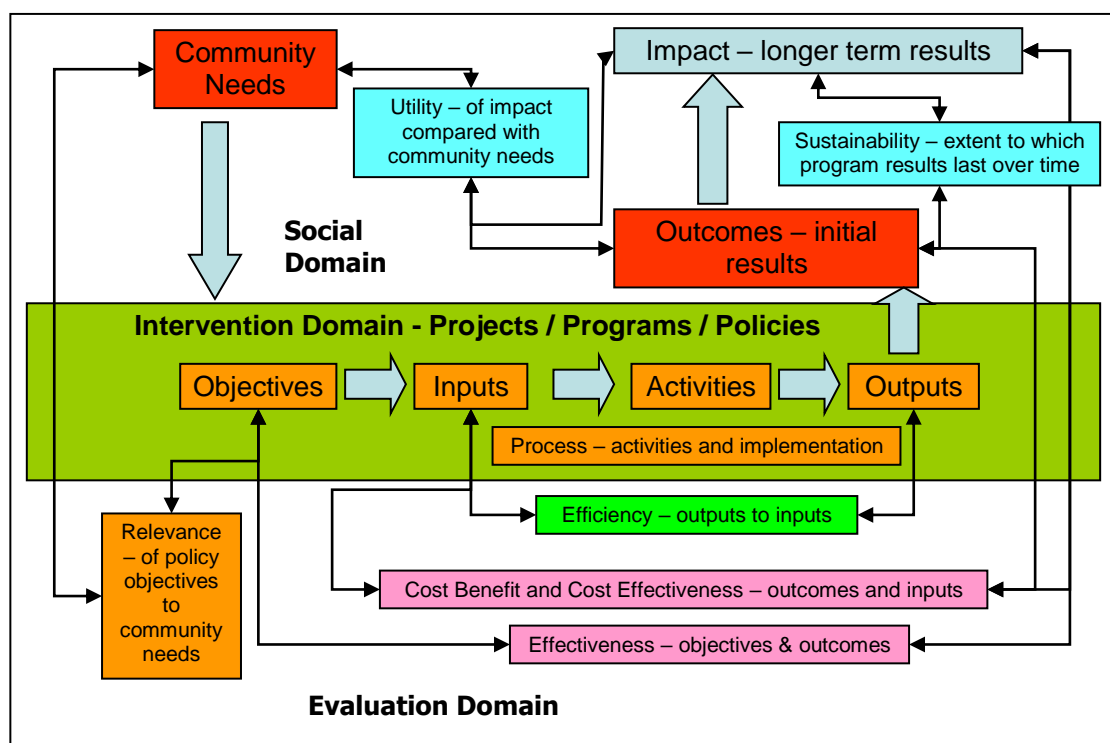 Community
Needs
Impact – longer term results
Utility – of impact
compared with
community needs
Sustainability – extent to which
program results last over time
Social
Domain
Outcomes – initial
results
Intervention Domain - Projects / Programs / Policies
Objectives
Inputs
Activities
Outputs
Process – activities and implementation
Efficiency – outputs to inputs
Relevance
– of policy
objectives
to
community
needs
Cost Benefit and Cost Effectiveness – outcomes and inputs
Effectiveness – objectives & outcomes
Evaluation Domain